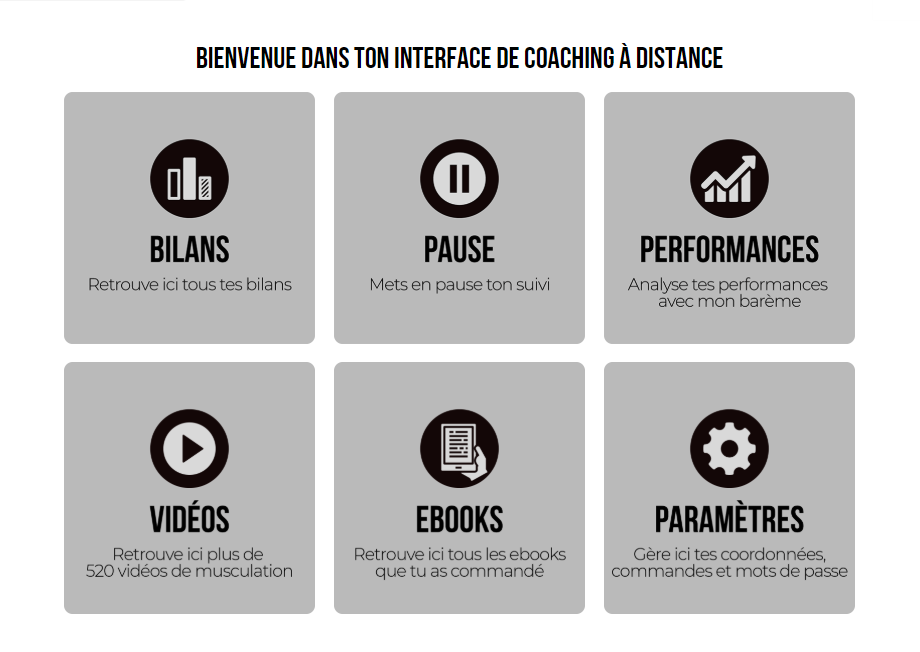 BIENVENUE DANS TON INTERFACE DE COACHING À DISTANCE
BILANS
Retrouve ici tous tes bilans
PAUSE
Mets en pause ton suivi
PERFORMANCES
Analyse tes performances
avec mon barème
VIDÉOS
Retrouve ici plus de
520 vidéos de musculation
EBOOKS
Retrouve ici tous les ebooks
que tu as commandé
PARAMÈTRES
Gère ici tes coordonnées,
commandes et mots de passe